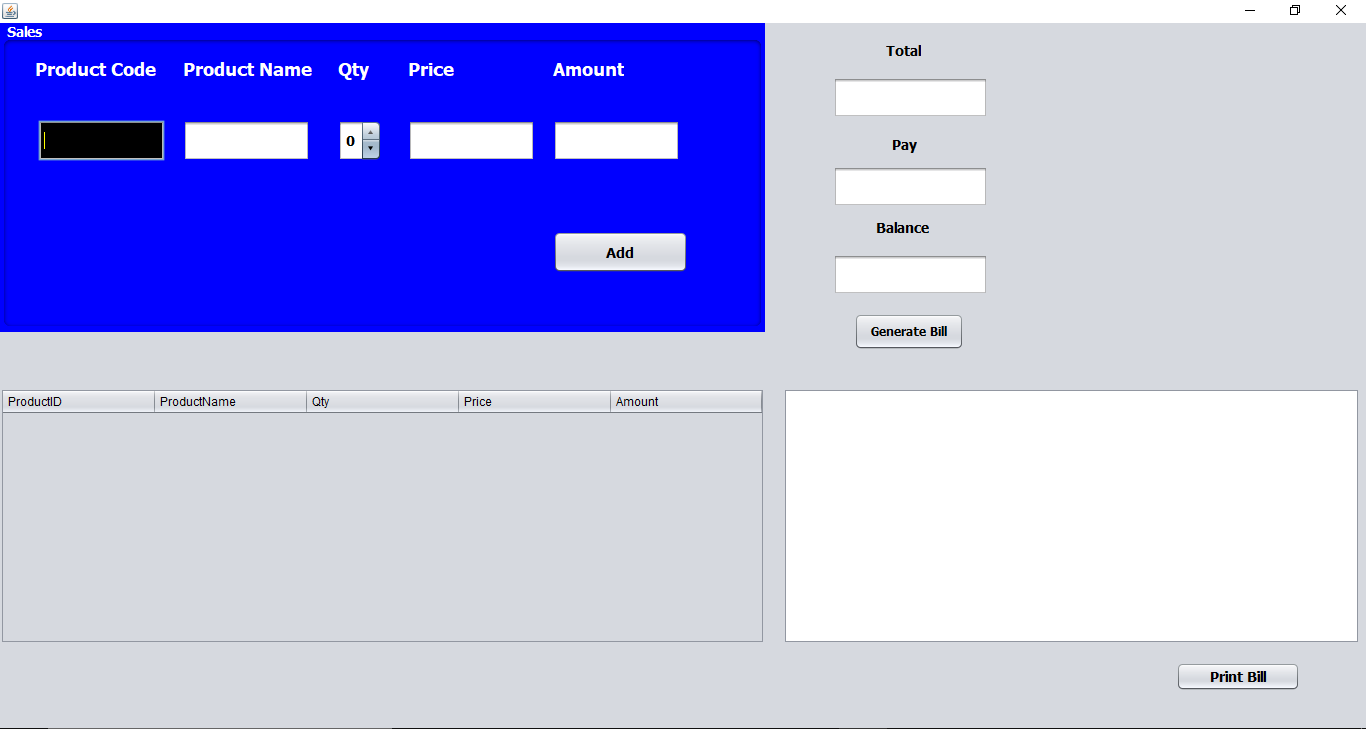 Sales
Product Code Product Name Qty Price Amount
0
Add
Total
Pay
Balance
Generate Bill
ProductID ProductName Qty Price Amount
Print Bill